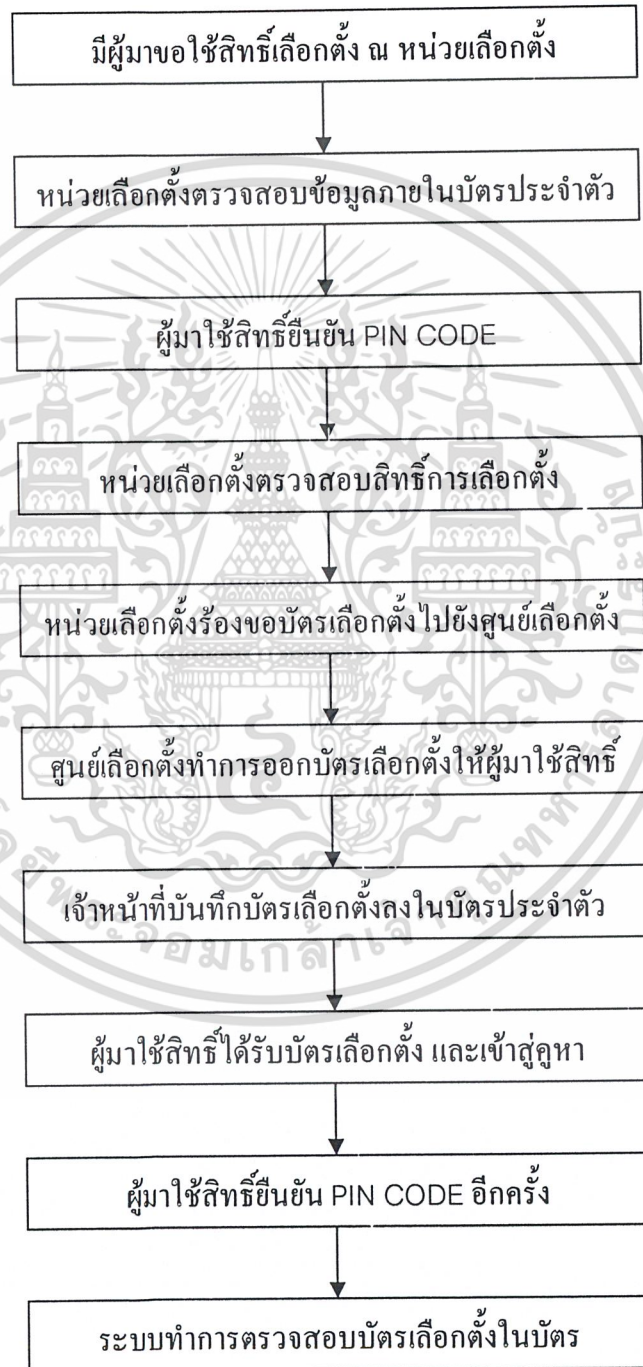 มีผู้มาขอใช้สิทธิ์เลือกตั้ง ณ หน่วยเลือกตั้ง
หน่วยเลือกตั้งตรวจสอบข้อมูลภายในบัตรประจำตัว
ผู้มาใช้สิทธิ์ยืนยัน PIN CODE
หน่วยเลือกตั้งตรวจสอบสิทธิ์การเลือกตั้ง
หน่วยเลือกตั้งร้องขอบัตรเลือกตั้งไปยังศูนย์เลือกตั้ง
ศูนย์เลือกตั้งทำการออกบัตรเลือกตั้งให้ผู้มาใช้สิทธิ์
เจ้าหน้าที่บันทึกบัตรเลือกตั้งลงในบัตรประจำตัว
ผู้มาใช้สิทธิ์ได้รับบัตรเลือกตั้ง และเข้าสู่คูหา
ผู้มาใช้สิทธิ์ยืนยัน PIN CODE อีกครั้ง
ระบบทำการตรวจสอบบัตรเลือกตั้งในบัตร